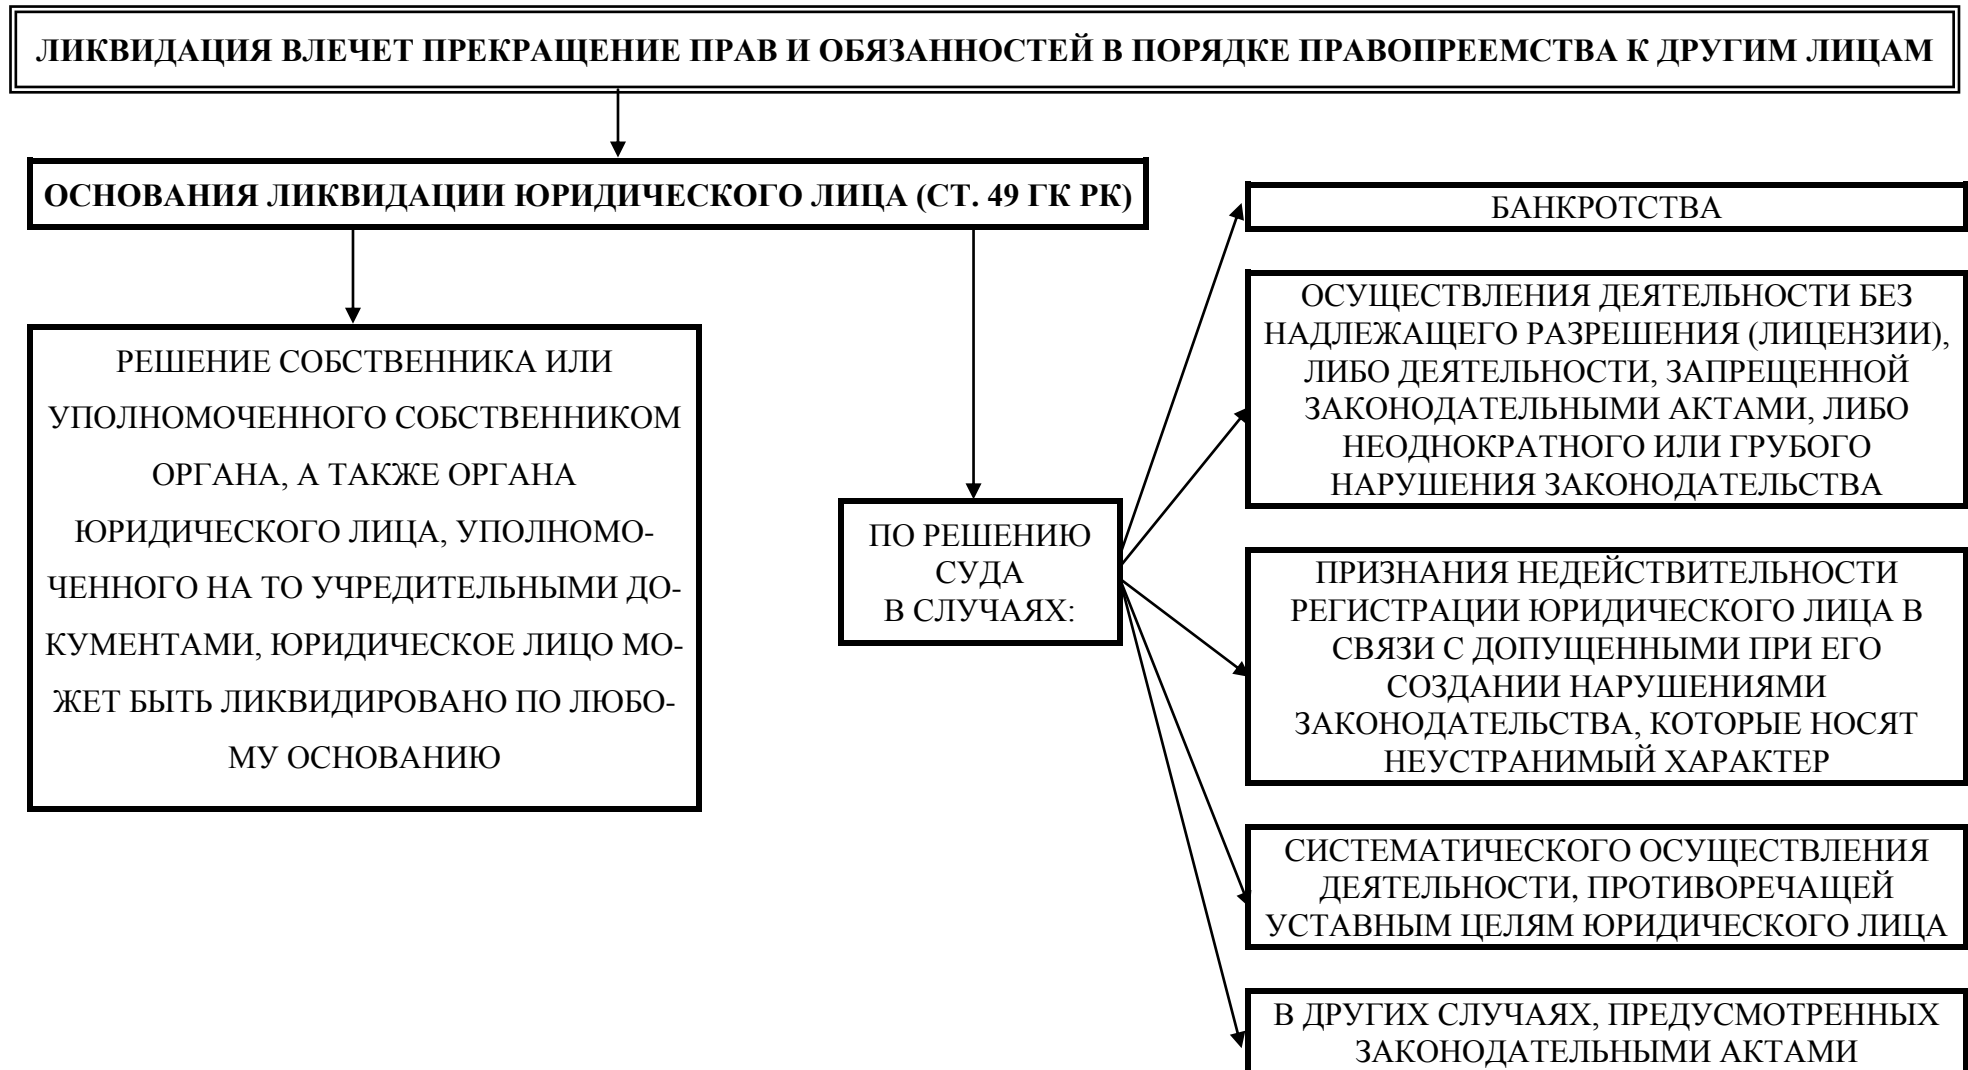 ЛИКВИДАЦИЯ ВЛЕЧЕТ ПРЕКРАЩЕНИЕ ПРАВ И ОБЯЗАННОСТЕЙ В ПОРЯДКЕ ПРАВОПРЕЕМСТВА К ДРУГИМ ЛИЦАМ
ОСНОВАНИЯ ЛИКВИДАЦИИ ЮРИДИЧЕСКОГО ЛИЦА (СТ. 49 ГК РК)
РЕШЕНИЕ СОБСТВЕННИКА ИЛИ
УПОЛНОМОЧЕННОГО СОБСТВЕННИКОМ
ОРГАНА, А ТАКЖЕ ОРГАНА
ЮРИДИЧЕСКОГО ЛИЦА, УПОЛНОМО-
ЧЕННОГО НА ТО УЧРЕДИТЕЛЬНЫМИ ДО-
КУМЕНТАМИ, ЮРИДИЧЕСКОЕ ЛИЦО МО-
ЖЕТ БЫТЬ ЛИКВИДИРОВАНО ПО ЛЮБО-
МУ ОСНОВАНИЮ
ПО РЕШЕНИЮ
СУДА
В СЛУЧАЯХ:
БАНКРОТСТВА
ОСУЩЕСТВЛЕНИЯ ДЕЯТЕЛЬНОСТИ БЕЗ
НАДЛЕЖАЩЕГО РАЗРЕШЕНИЯ (ЛИЦЕНЗИИ),
ЛИБО ДЕЯТЕЛЬНОСТИ, ЗАПРЕЩЕННОЙ
ЗАКОНОДАТЕЛЬНЫМИ АКТАМИ, ЛИБО
НЕОДНОКРАТНОГО ИЛИ ГРУБОГО
НАРУШЕНИЯ ЗАКОНОДАТЕЛЬСТВА
ПРИЗНАНИЯ НЕДЕЙСТВИТЕЛЬНОСТИ
РЕГИСТРАЦИИ ЮРИДИЧЕСКОГО ЛИЦА В
СВЯЗИ С ДОПУЩЕННЫМИ ПРИ ЕГО
СОЗДАНИИ НАРУШЕНИЯМИ
ЗАКОНОДАТЕЛЬСТВА, КОТОРЫЕ НОСЯТ
НЕУСТРАНИМЫЙ ХАРАКТЕР
СИСТЕМАТИЧЕСКОГО ОСУЩЕСТВЛЕНИЯ
ДЕЯТЕЛЬНОСТИ, ПРОТИВОРЕЧАЩЕЙ
УСТАВНЫМ ЦЕЛЯМ ЮРИДИЧЕСКОГО ЛИЦА
В ДРУГИХ СЛУЧАЯХ, ПРЕДУСМОТРЕННЫХ
ЗАКОНОДАТЕЛЬНЫМИ АКТАМИ